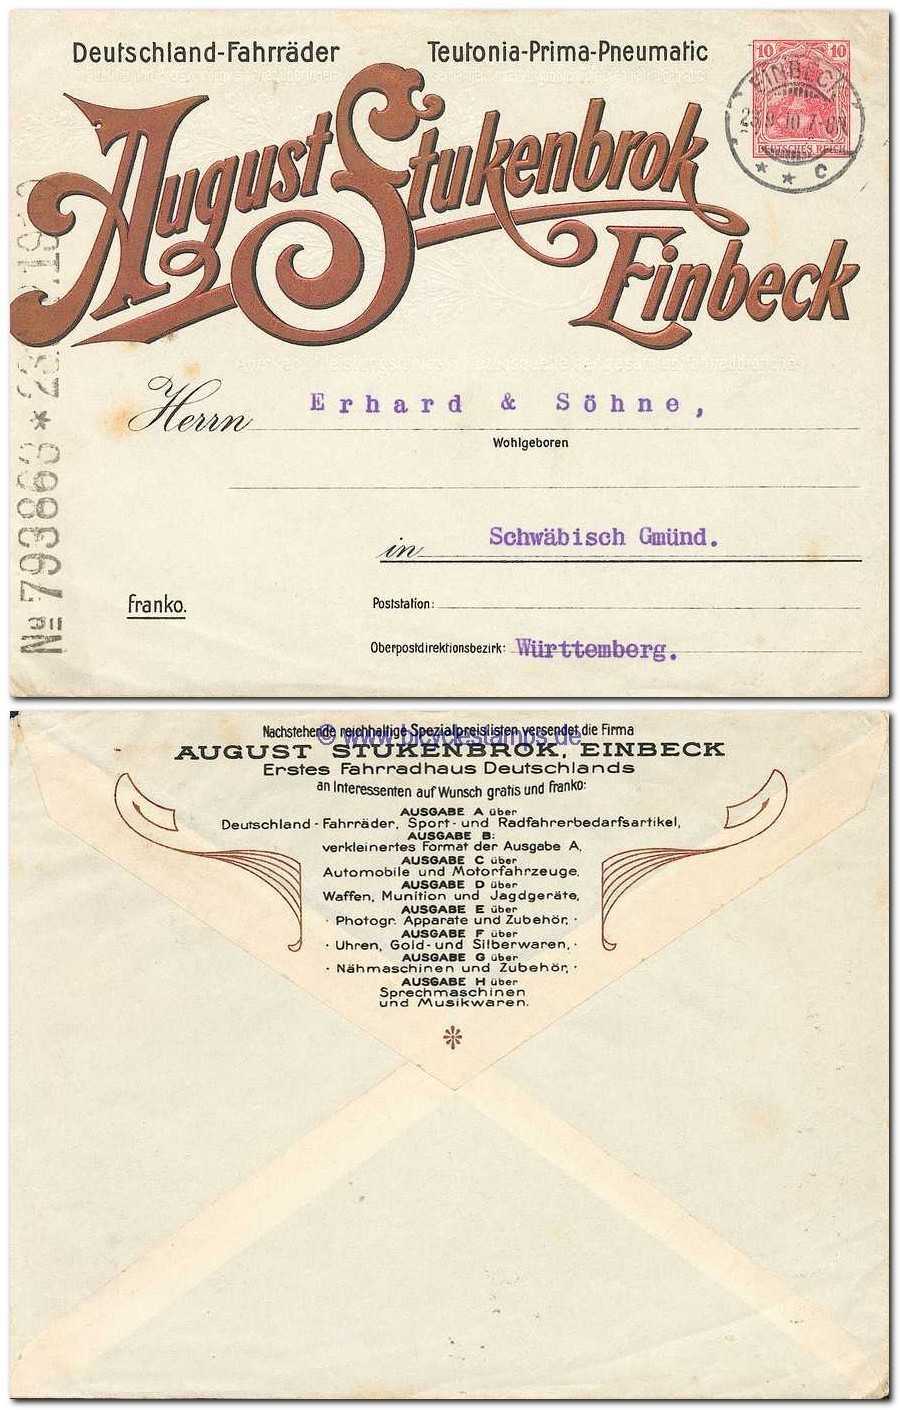 Deutschland-Fahrräder Teutonia-Prima-Pneumatic
10 10
DEUTSCHES REICH
EINBECK
C
August Stukenbrok
Einbeck
Herrn Erhard & Söhne,
Wohlgeboren
in Schwäbisch Gmünd.
franko.
Poststation:
Oberpostdirektionsbezirk: Württemberg.
Nachstehende reichhaltige Spezialpreislisten versendet die Firma
© www.bicyclestamps.de
AUGUST STUKENBROK, EINBECK
Erstes Fahrradhaus Deutschlands
an Interessenten auf Wunsch gratis und franko:
AUSGABE A über
Deutschland-Fahrräder, Sport- und Radfahrerbedarfsartikel,
AUSGABE B:
verkleinertes Format der Ausgabe A,
AUSGABE C über
Automobile und Motorfahrzeuge,
AUSGABE D über
Waffen, Munition und Jagdgeräte,
AUSGABE E über
· Photogr. Apparate und Zubehör, ·
AUSGABE F über
· Uhren, Gold- und Silberwaren, ·
AUSGABE G über
· Nähmaschinen und Zubehör, ·
AUSGABE H über
Sprechmaschinen
und Musikwaren.